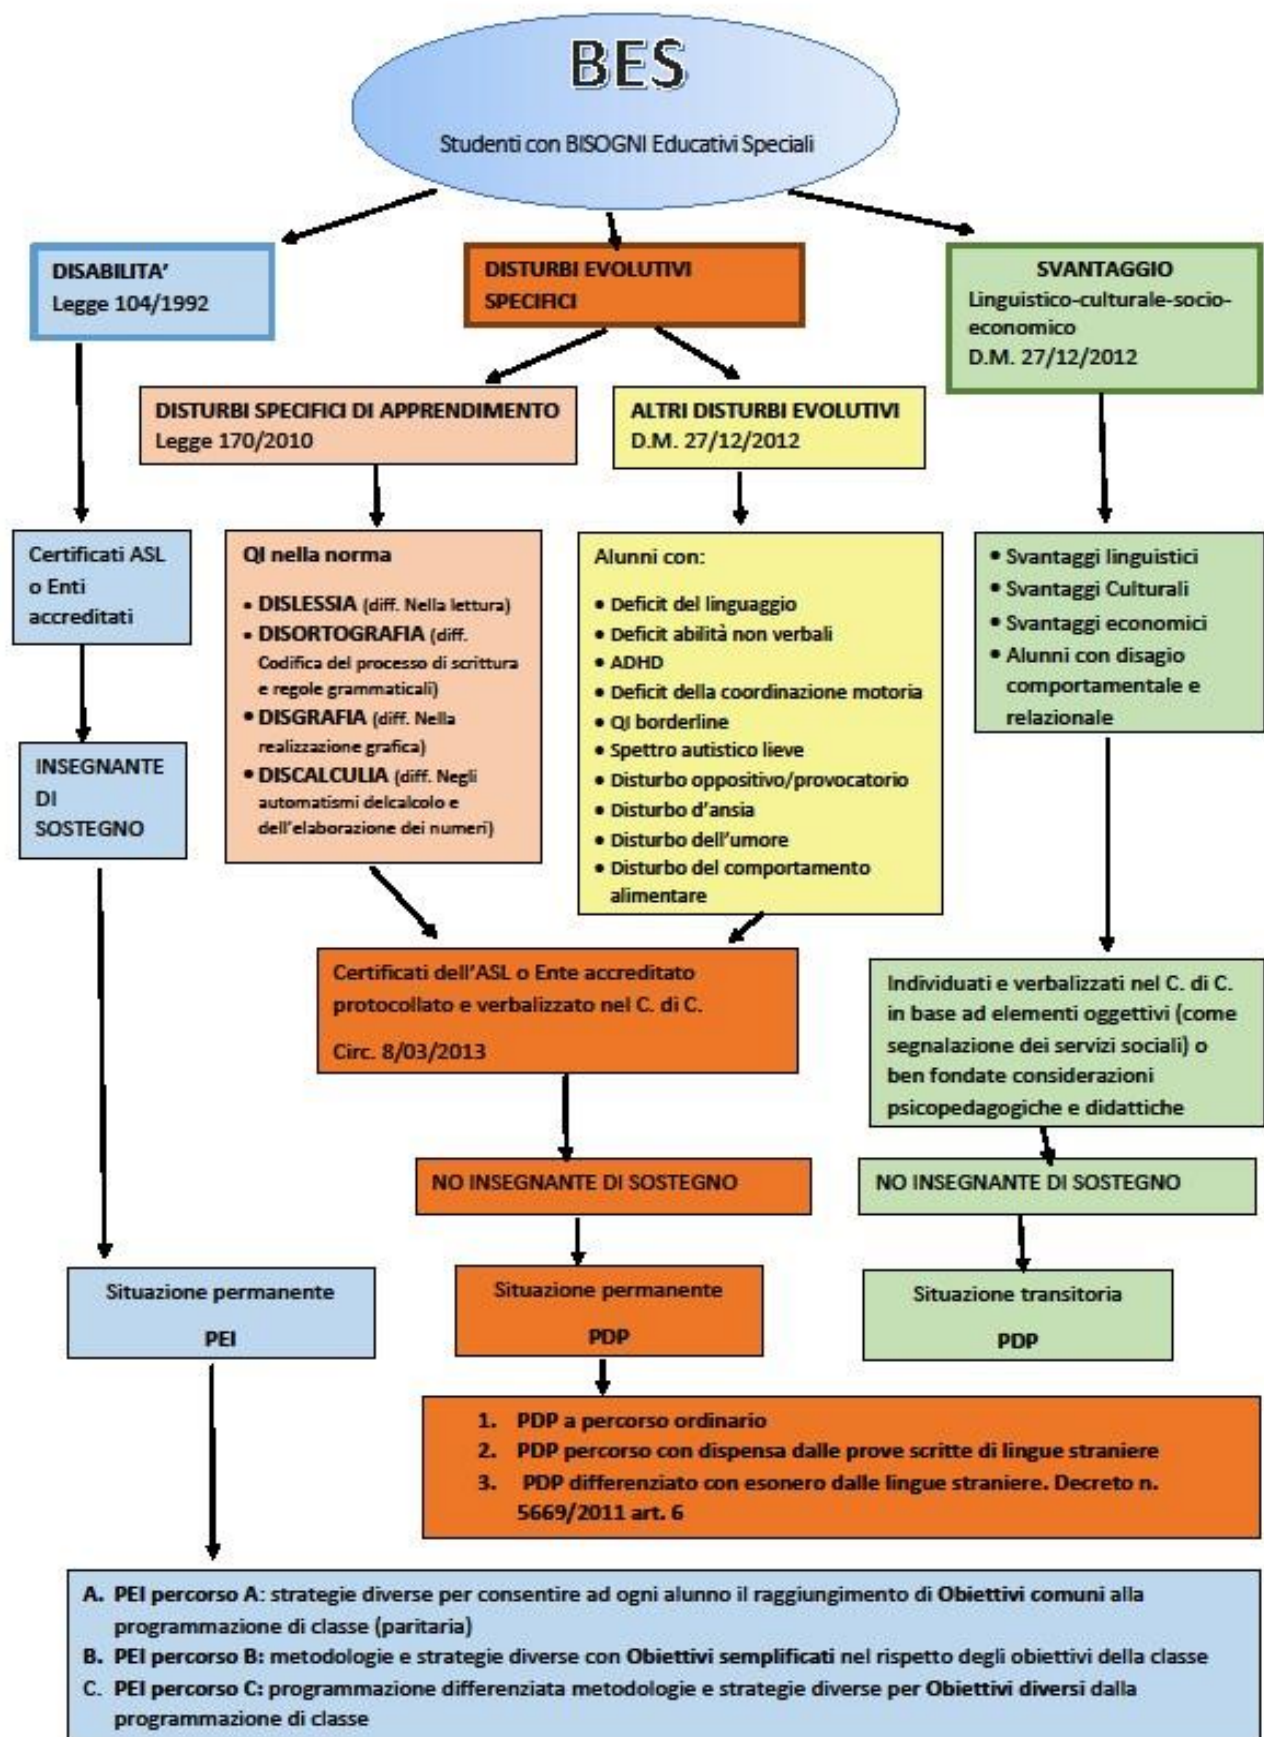 BES
Studenti con BISOGNI Educativi Speciali
DISABILITA'
Legge 104/1992
DISTURBI EVOLUTIVI
SPECIFICI
SVANTAGGIO
Linguistico-culturale-socio-
economico
D.M. 27/12/2012
DISTURBI SPECIFICI DI APPRENDIMENTO
Legge 170/2010
ALTRI DISTURBI EVOLUTIVI
D.M. 27/12/2012
Certificati ASL
o Enti
accreditati
QI nella norma
• DISLESSIA (diff. Nella lettura)
• DISORTOGRAFIA (diff.
Codifica del processo di scrittura
e regole grammaticali)
• DISGRAFIA (diff. Nella
realizzazione grafica)
• DISCALCULIA (diff. Negli
automatismi delcalcolo e
dell'elaborazione dei numeri)
Alunni con:
• Deficit del linguaggio
• Deficit abilità non verbali
• ADHD
• Deficit della coordinazione motoria
• QI borderline
• Spettro autistico lieve
• Disturbo oppositivo/provocatorio
• Disturbo d'ansia
• Disturbo dell'umore
• Disturbo del comportamento
alimentare
• Svantaggi linguistici
• Svantaggi Culturali
• Svantaggi economici
• Alunni con disagio
comportamentale e
relazionale
INSEGNANTE
DI
SOSTEGNO
Certificati dell'ASL o Ente accreditato
protocollato e verbalizzato nel C. di C.
Circ. 8/03/2013
Individuati e verbalizzati nel C. di C.
in base ad elementi oggettivi (come
segnalazione dei servizi sociali) o
ben fondate considerazioni
psicopedagogiche e didattiche
NO INSEGNANTE DI SOSTEGNO
NO INSEGNANTE DI SOSTEGNO
Situazione permanente
PEI
Situazione permanente
PDP
Situazione transitoria
PDP
1. PDP a percorso ordinario
2. PDP percorso con dispensa dalle prove scritte di lingue straniere
3. PDP differenziato con esonero dalle lingue straniere. Decreto n.
5669/2011 art. 6
A. PEI percorso A: strategie diverse per consentire ad ogni alunno il raggiungimento di Obiettivi comuni alla
programmazione di classe (paritaria)
B. PEI percorso B: metodologie e strategie diverse con Obiettivi semplificati nel rispetto degli obiettivi della classe
C. PEI percorso C: programmazione differenziata metodologie e strategie diverse per Obiettivi diversi dalla
programmazione di classe